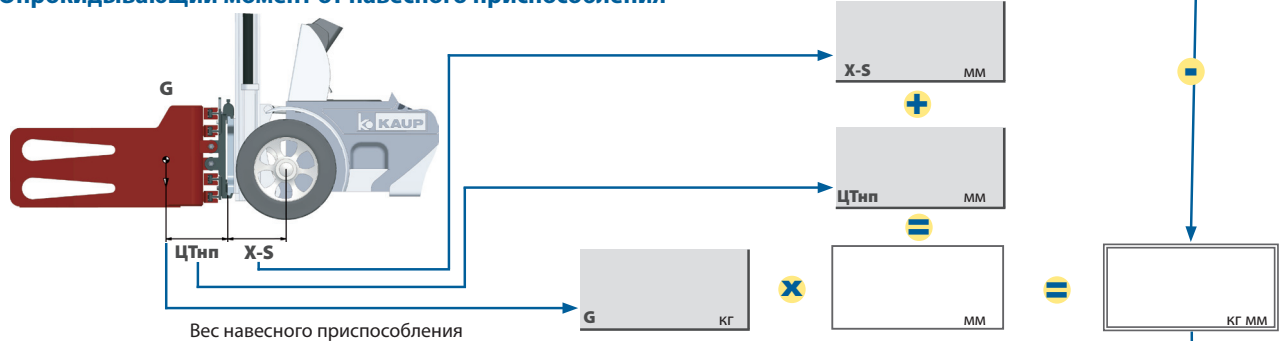 Опрокидывающий момент от навесного приспособления
G
KAUP
X-S мм
+
-
ЦТнп мм
=
ЦТнп X-S
G кг x мм = кг мм
Вес навесного приспособления